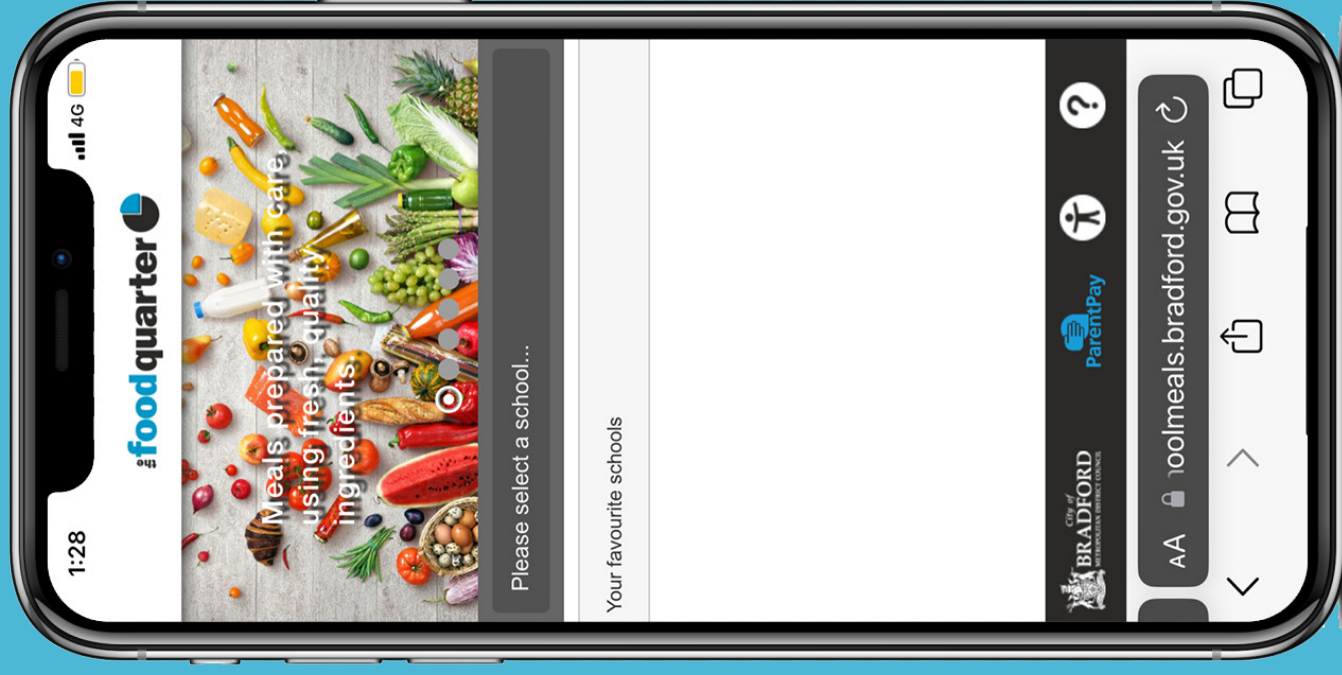 1:28
4G
the foodquarter
Meals prepared with care,
using fresh, quality
ingredients.
Please select a school...
Your favourite schools
City of
BRADFORD
METROPOLITAN DISTRICT COUNCIL
ParentPay
?
AA
oolmeals.bradford.gov.uk